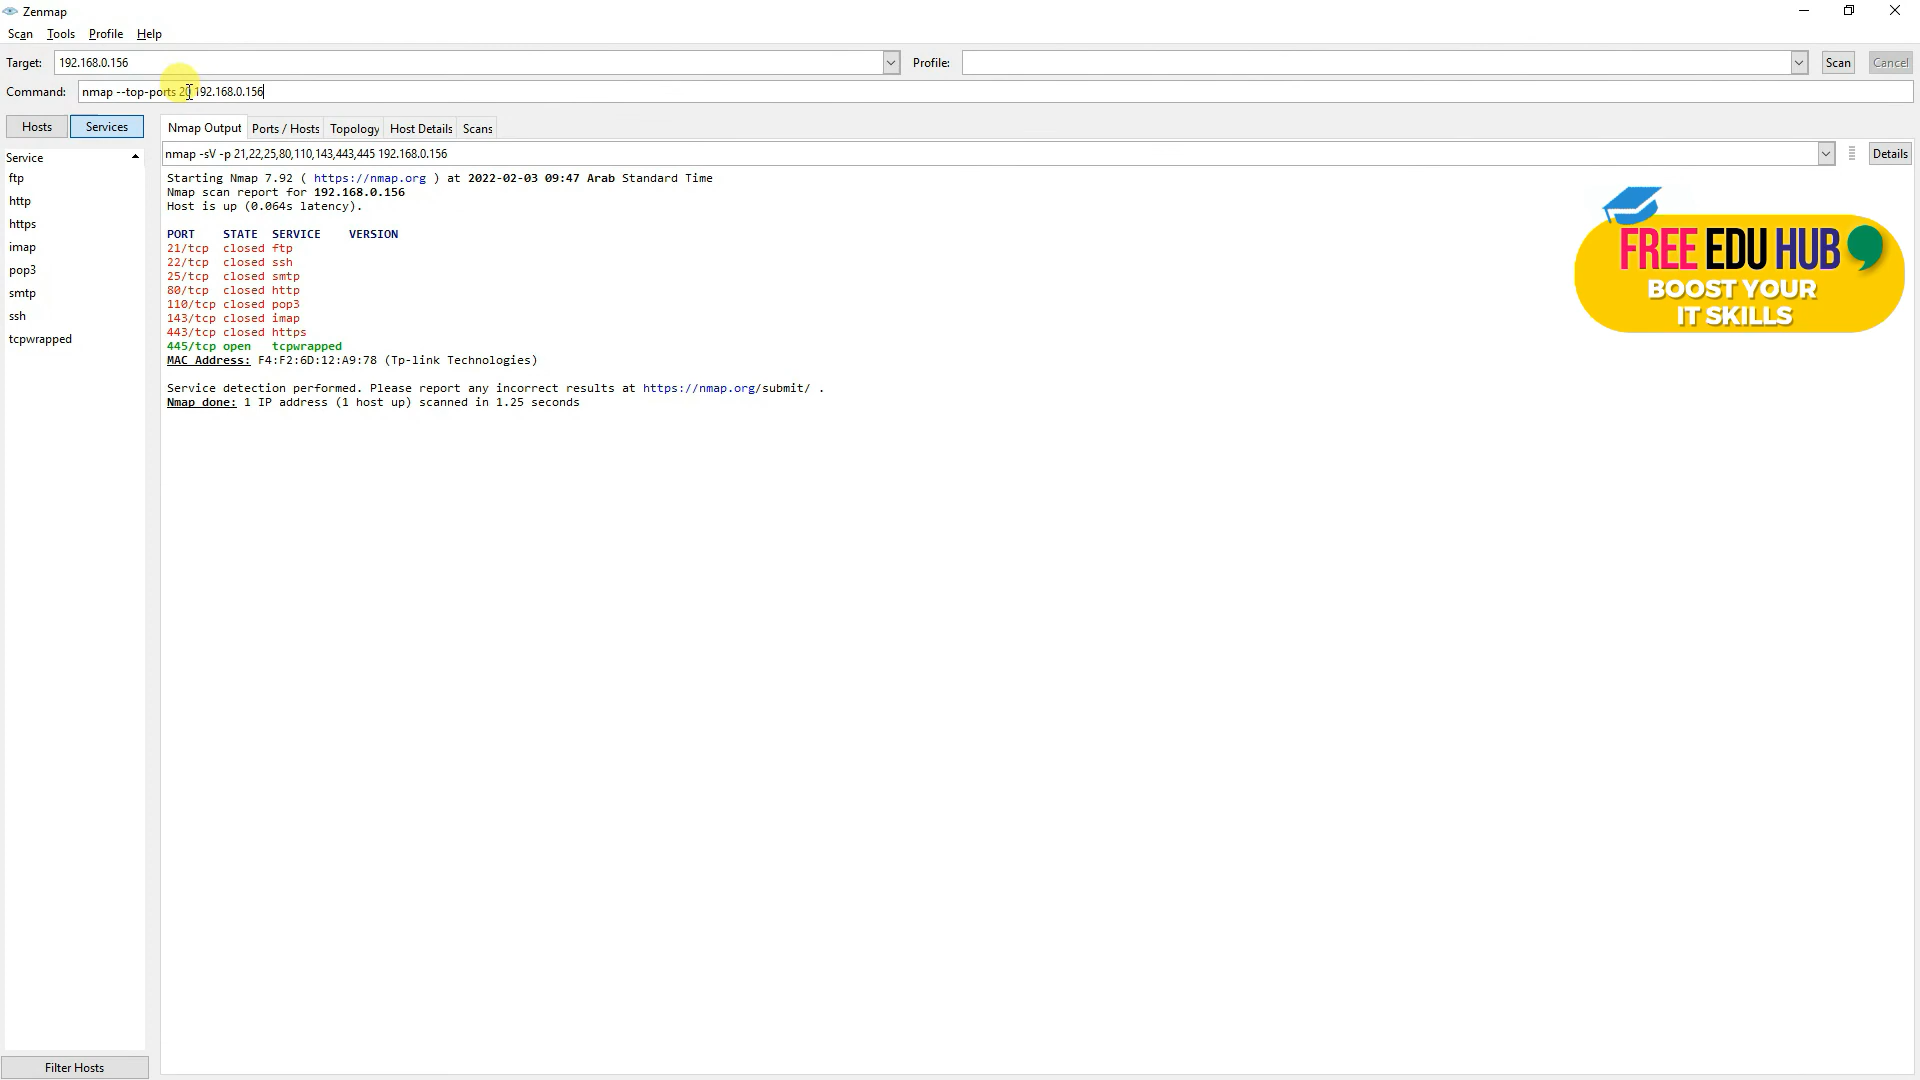 Zenmap
Scan Tools Profile Help
Target: 192.168.0.156 Profile: Scan Cancel
Command: nmap --top-ports 20 192.168.0.156
Hosts Services Nmap Output Ports / Hosts Topology Host Details Scans
nmap -sV -p 21,22,25,80,110,143,443,445 192.168.0.156 Details
Service
ftp
http
https
imap
pop3
smtp
ssh
tcpwrapped
Filter Hosts
Starting Nmap 7.92 ( https://nmap.org ) at 2022-02-03 09:47 Arab Standard Time
Nmap scan report for 192.168.0.156
Host is up (0.064s latency).
PORT STATE SERVICE VERSION
21/tcp closed ftp
22/tcp closed ssh
25/tcp closed smtp
80/tcp closed http
110/tcp closed pop3
143/tcp closed imap
443/tcp closed https
445/tcp open tcpwrapped
MAC Address: F4:F2:6D:12:A9:78 (Tp-link Technologies)
Service detection performed. Please report any incorrect results at https://nmap.org/submit/ .
Nmap done: 1 IP address (1 host up) scanned in 1.25 seconds
FREE EDU HUB
BOOST YOUR
IT SKILLS